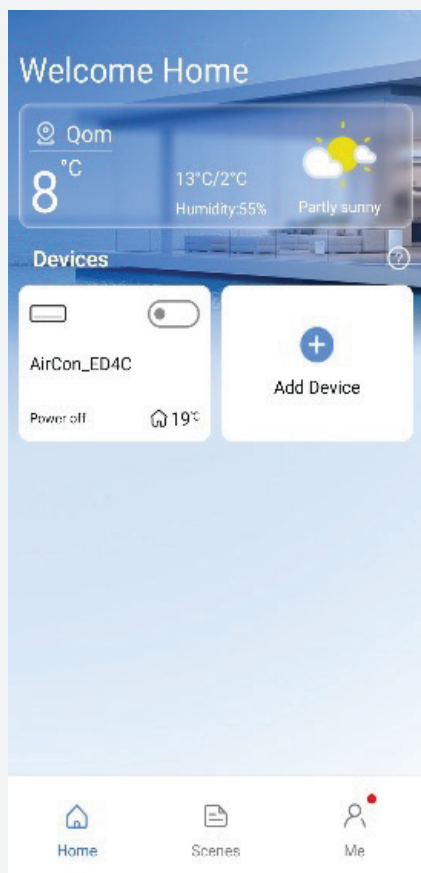 Welcome Home
Qom
8°C
13°C/2°C
Humidity:55%
Partly sunny
Devices
?
AirCon_ED4C
Power off
19°C
Add Device
Home
Scenes
Me